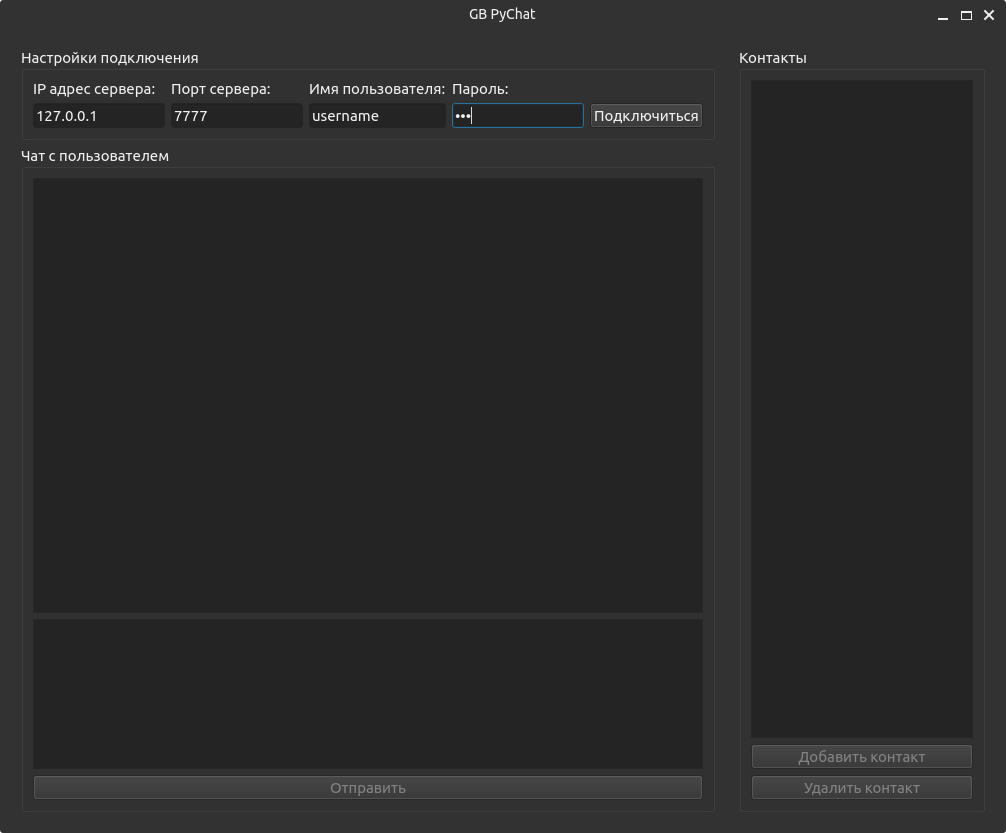 GB PyChat
Настройки подключения
IP адрес сервера: Порт сервера: Имя пользователя: Пароль:
127.0.0.1 7777 username ••• Подключиться
Чат с пользователем
Отправить
Контакты
Добавить контакт
Удалить контакт